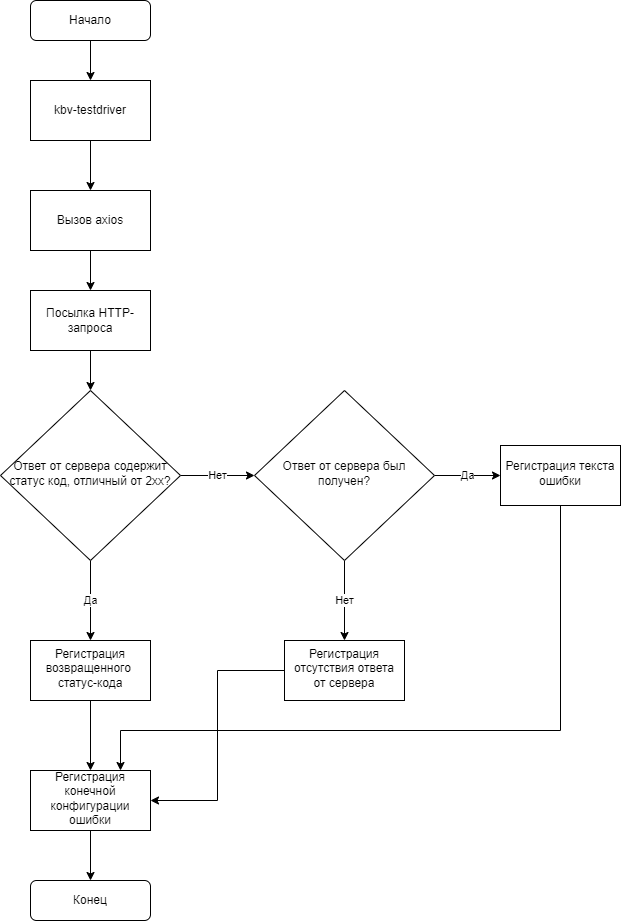 Начало
kbv-testdriver
Вызов axios
Посылка HTTP-
запроса
Ответ от сервера содержит
статус код, отличный от 2xx?
Нет
Ответ от сервера был
получен?
Да
Регистрация текста
ошибки
Да
Нет
Регистрация
возвращенного
статус-кода
Регистрация
отсутствия ответа
от сервера
Регистрация
конечной
конфигурации
ошибки
Конец